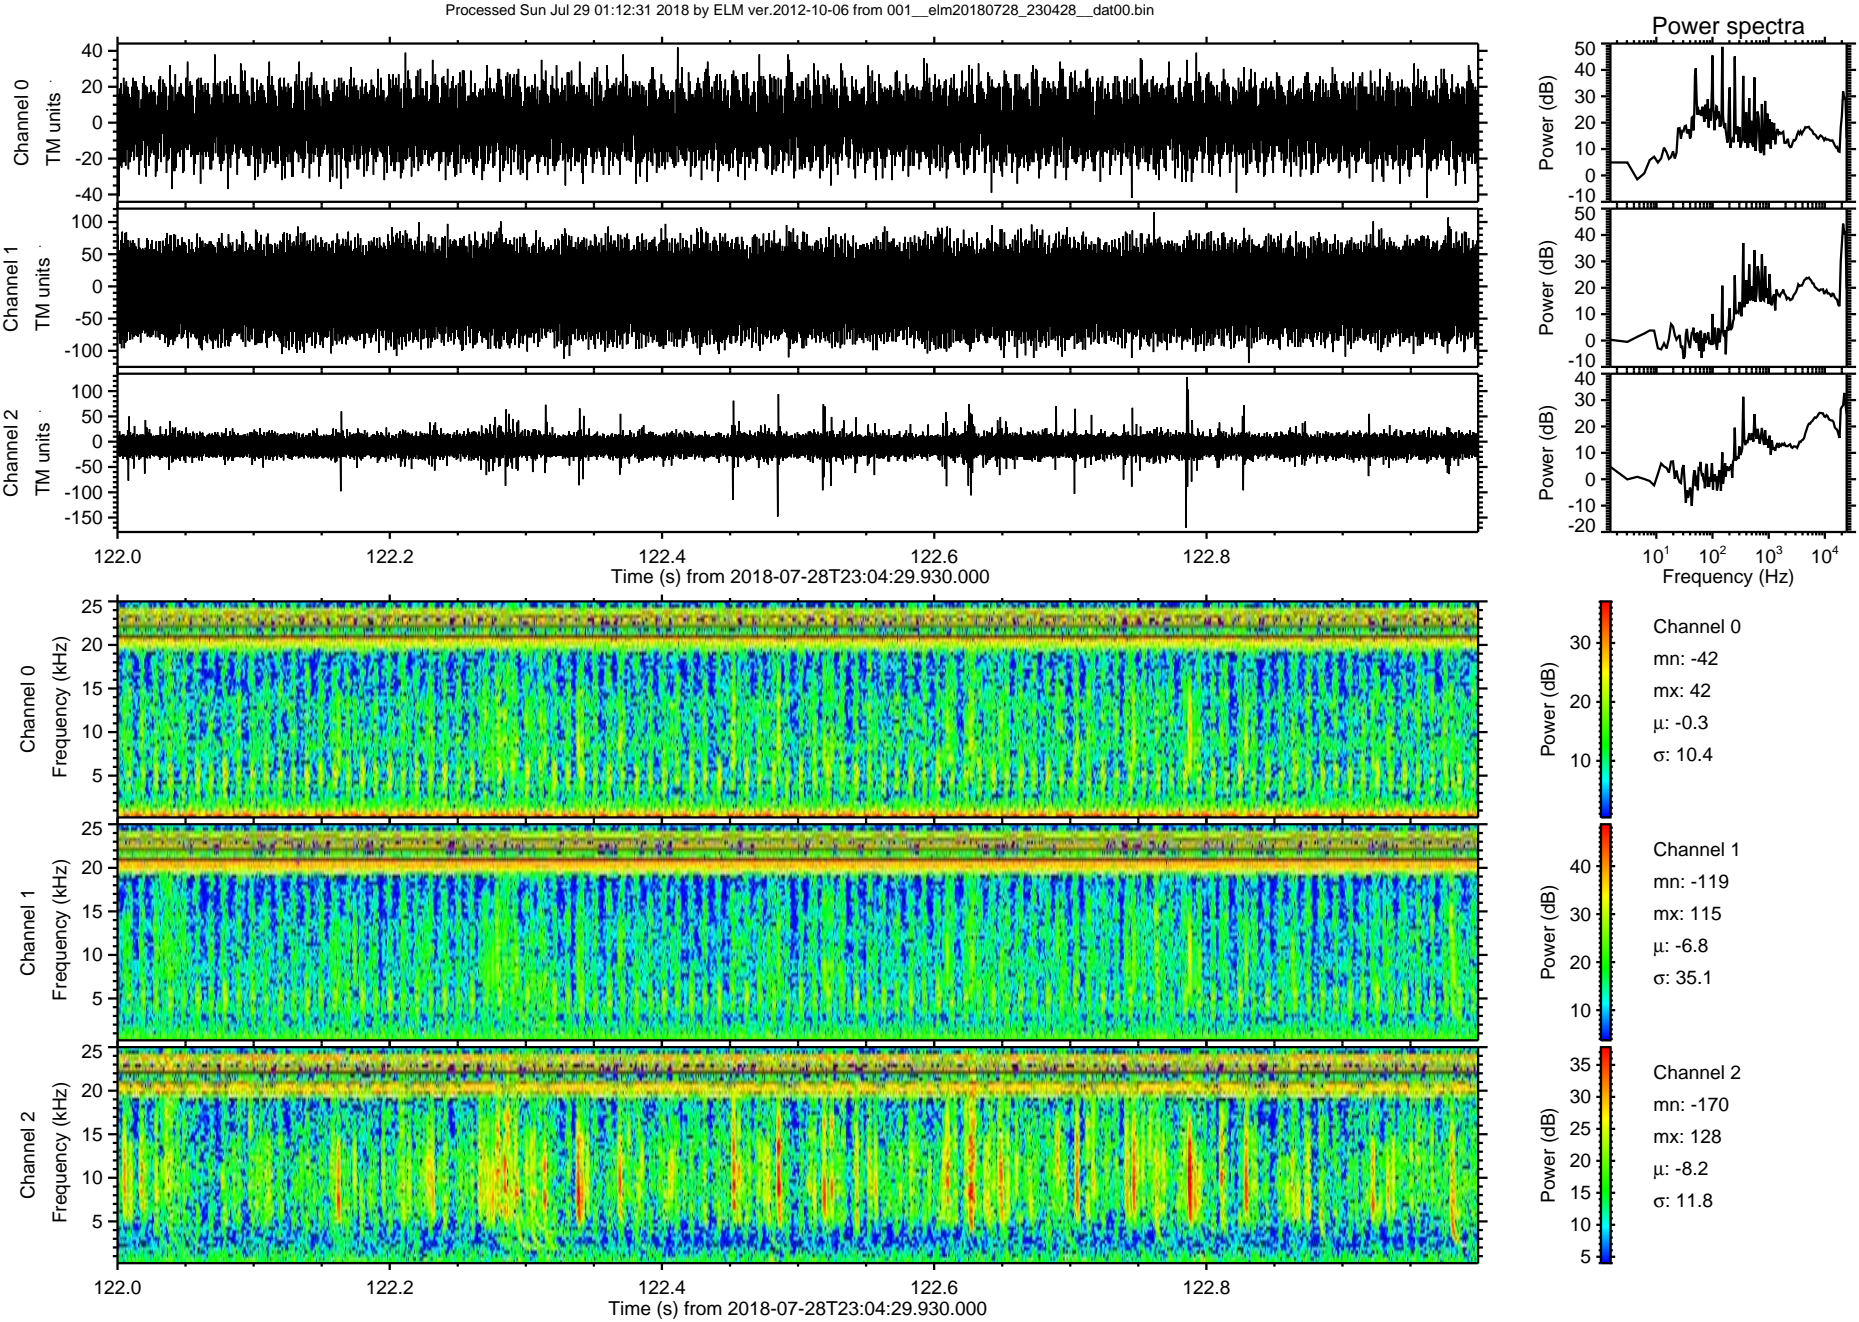 Processed Sun Jul 29 01:12:31 2018 by ELM ver.2012-10-06 from 001__elm20180728_230428__dat00.bin
Power spectra
Channel 0
TM units
40
20
0
-20
-40
Power (dB)
50
40
30
20
10
0
-10
Channel 1
TM units
100
50
0
-50
-100
Power (dB)
50
40
30
20
10
0
-10
Channel 2
TM units
100
50
0
-50
-100
-150
Power (dB)
40
30
20
10
0
-10
-20
122.0 122.2 122.4 122.6 122.8
Time (s) from 2018-07-28T23:04:29.930.000
10¹ 10² 10³ 10⁴
Frequency (Hz)
Channel 0
Frequency (kHz)
25
20
15
10
5
Power (dB)
30
20
10
Channel 0
mn: -42
mx: 42
μ: -0.3
σ: 10.4
Channel 1
Frequency (kHz)
25
20
15
10
5
Power (dB)
40
30
20
10
Channel 1
mn: -119
mx: 115
μ: -6.8
σ: 35.1
Channel 2
Frequency (kHz)
25
20
15
10
5
Power (dB)
35
30
25
20
15
10
5
Channel 2
mn: -170
mx: 128
μ: -8.2
σ: 11.8
122.0 122.2 122.4 122.6 122.8
Time (s) from 2018-07-28T23:04:29.930.000